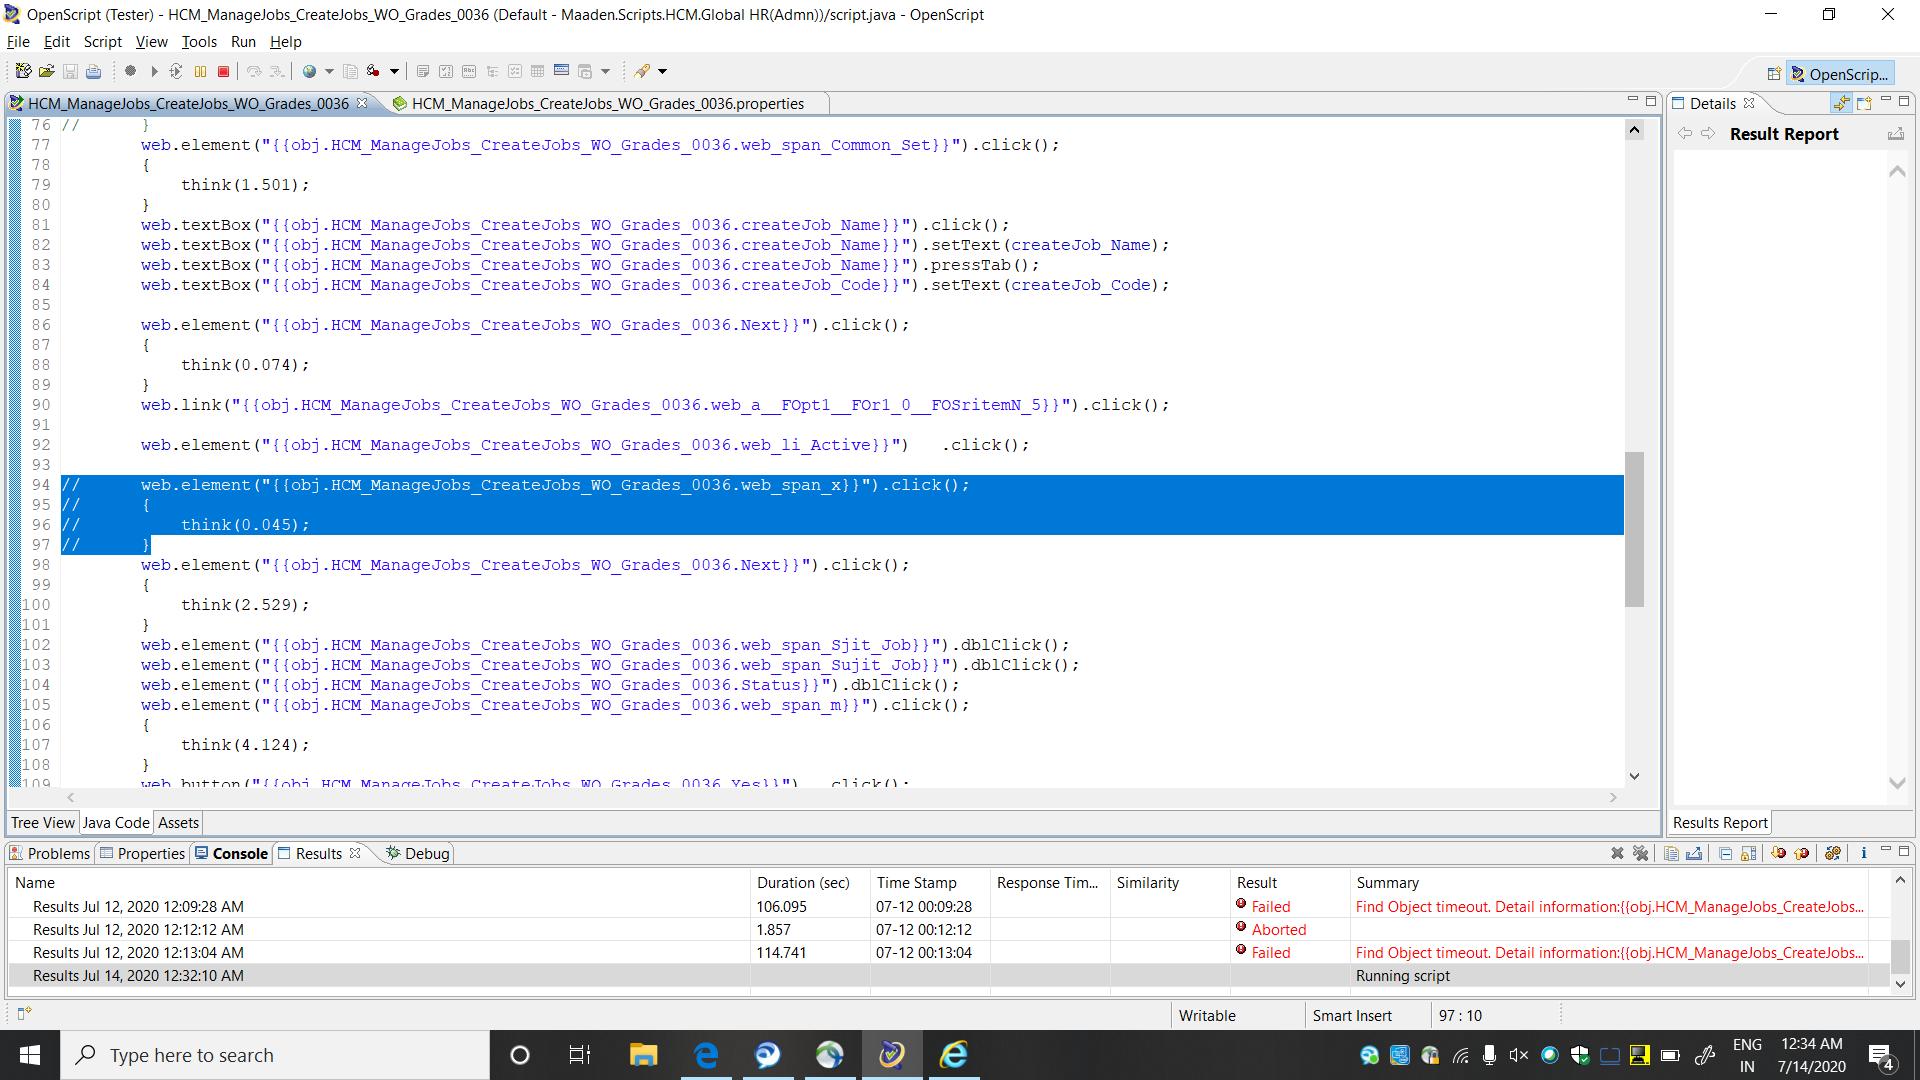 OpenScript (Tester) - HCM_ManageJobs_CreateJobs_WO_Grades_0036 (Default - Maaden.Scripts.HCM.Global HR(Admn))/script.java - OpenScript
File Edit Script View Tools Run Help
OpenScrip...
HCM_ManageJobs_CreateJobs_WO_Grades_0036
HCM_ManageJobs_CreateJobs_WO_Grades_0036.properties
Details
Result Report
76 // }
77 web.element("{{obj.HCM_ManageJobs_CreateJobs_WO_Grades_0036.web_span_Common_Set}}").click();
78 {
79 think(1.501);
80 }
81 web.textBox("{{obj.HCM_ManageJobs_CreateJobs_WO_Grades_0036.createJob_Name}}").click();
82 web.textBox("{{obj.HCM_ManageJobs_CreateJobs_WO_Grades_0036.createJob_Name}}").setText(createJob_Name);
83 web.textBox("{{obj.HCM_ManageJobs_CreateJobs_WO_Grades_0036.createJob_Name}}").pressTab();
84 web.textBox("{{obj.HCM_ManageJobs_CreateJobs_WO_Grades_0036.createJob_Code}}").setText(createJob_Code);
85
86 web.element("{{obj.HCM_ManageJobs_CreateJobs_WO_Grades_0036.Next}}").click();
87 {
88 think(0.074);
89 }
90 web.link("{{obj.HCM_ManageJobs_CreateJobs_WO_Grades_0036.web_a__FOpt1__FOr1_0__FOSritemN_5}}").click();
91
92 web.element("{{obj.HCM_ManageJobs_CreateJobs_WO_Grades_0036.web_li_Active}}") .click();
93
94 // web.element("{{obj.HCM_ManageJobs_CreateJobs_WO_Grades_0036.web_span_x}}").click();
95 // {
96 // think(0.045);
97 // }
98 web.element("{{obj.HCM_ManageJobs_CreateJobs_WO_Grades_0036.Next}}").click();
99 {
100 think(2.529);
101 }
102 web.element("{{obj.HCM_ManageJobs_CreateJobs_WO_Grades_0036.web_span_Sjit_Job}}").dblClick();
103 web.element("{{obj.HCM_ManageJobs_CreateJobs_WO_Grades_0036.web_span_Sujit_Job}}").dblClick();
104 web.element("{{obj.HCM_ManageJobs_CreateJobs_WO_Grades_0036.Status}}").dblClick();
105 web.element("{{obj.HCM_ManageJobs_CreateJobs_WO_Grades_0036.web_span_m}}").click();
106 {
107 think(4.124);
108 }
109 web.button("{{obj.HCM_ManageJobs_CreateJobs_WO_Grades_0036.Yes}}") .click();
Tree View Java Code Assets
Results Report
Problems Properties Console Results Debug
Name Duration (sec) Time Stamp Response Tim... Similarity Result Summary
Results Jul 12, 2020 12:09:28 AM 106.095 07-12 00:09:28 Failed Find Object timeout. Detail information:{{obj.HCM_ManageJobs_CreateJobs...
Results Jul 12, 2020 12:12:12 AM 1.857 07-12 00:12:12 Aborted
Results Jul 12, 2020 12:13:04 AM 114.741 07-12 00:13:04 Failed Find Object timeout. Detail information:{{obj.HCM_ManageJobs_CreateJobs...
Results Jul 14, 2020 12:32:10 AM Running script
Writable Smart Insert 97 : 10
Type here to search
ENG
IN
12:34 AM
7/14/2020
4